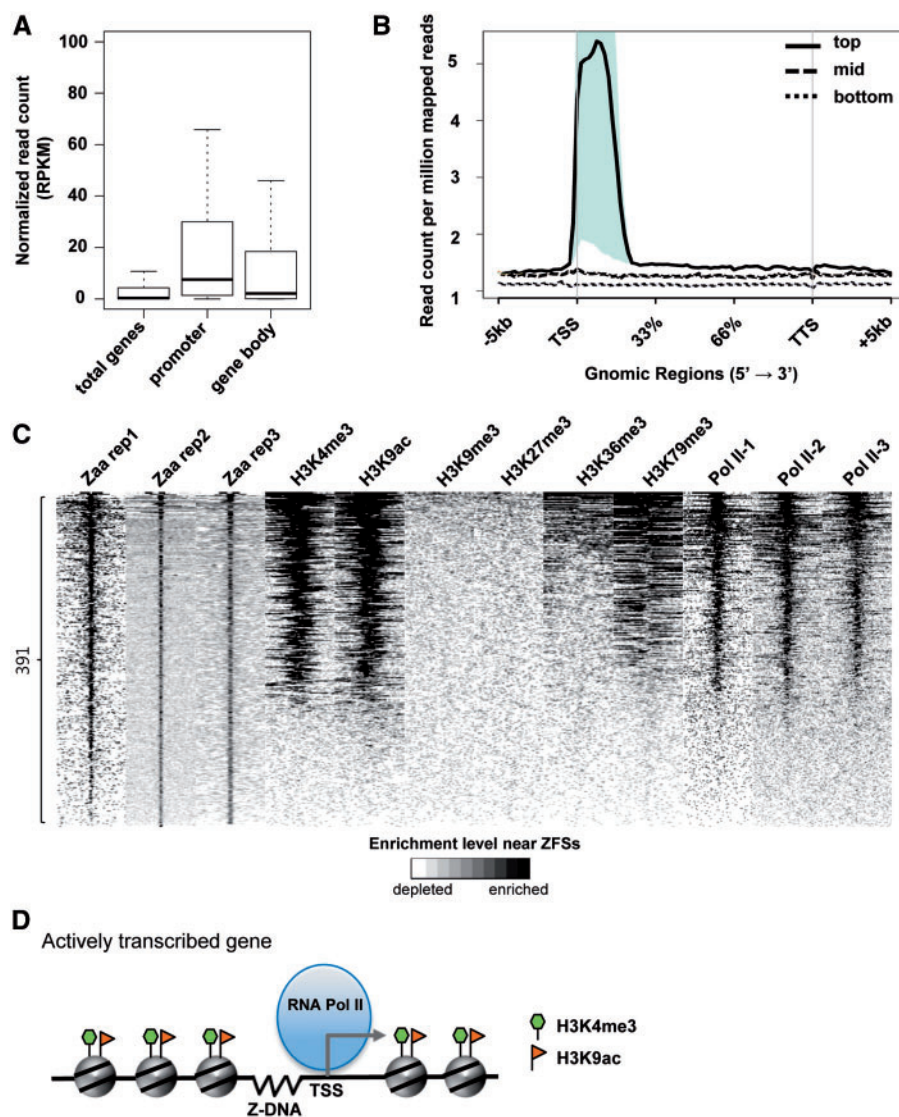 A
Normalized read count
(RPKM)
100
80
60
40
20
0
total genes
promoter
gene body
B
Read count per million mapped reads
5
4
3
2
1
top
mid
bottom
-5kb
TSS
33%
66%
TTS
+5kb
Gnomic Regions (5' → 3')
C
Zaa rep1
Zaa rep2
Zaa rep3
H3K4me3
H3K9ac
H3K9me3
H3K27me3
H3K36me3
H3K79me3
Pol II-1
Pol II-2
Pol II-3
391
Enrichment level near ZFSs
depleted
enriched
D
Actively transcribed gene
RNA Pol II
H3K4me3
H3K9ac
TSS
Z-DNA